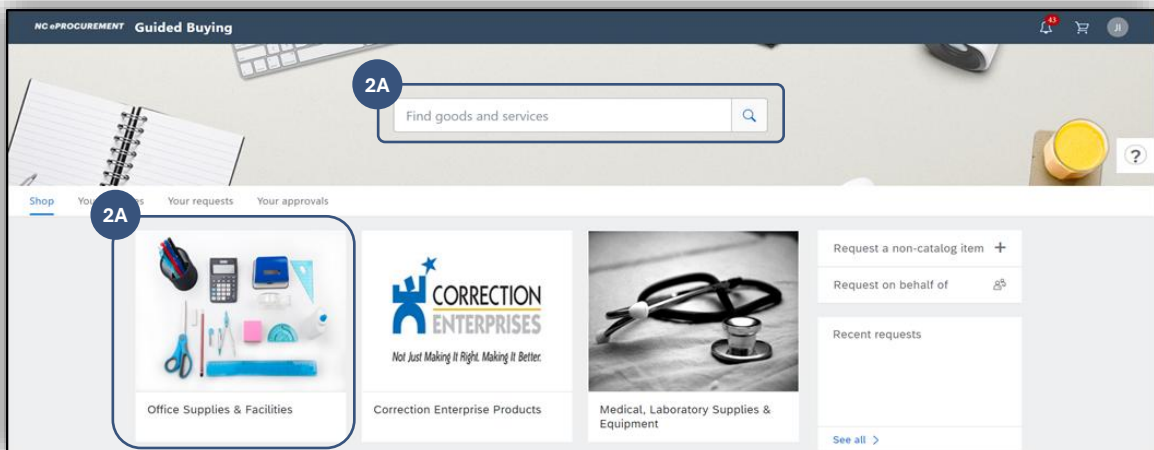 NC ePROCUREMENT Guided Buying
43
JI
2A
Find goods and services
?
Shop You Your requests Your approvals
2A
CORRECTION
ENTERPRISES
Not Just Making It Right. Making It Better.
Office Supplies & Facilities
Correction Enterprise Products
Medical, Laboratory Supplies &
Equipment
Request a non-catalog item +
Request on behalf of
Recent requests
See all >